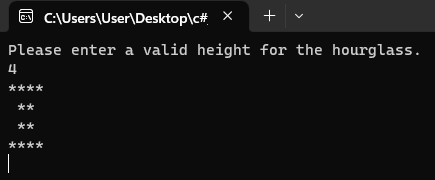 C:\Users\User\Desktop\c#
Please enter a valid height for the hourglass.
4
****
 **
 **
****